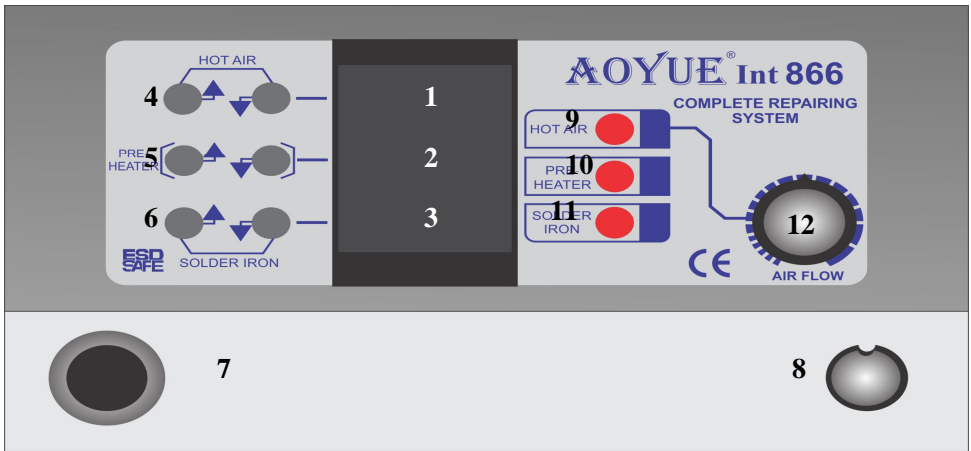 HOT AIR
4
1
PRE
HEATER
5
2
6
3
SOLDER IRON
ESD
SAFE
AOYUE® Int 866
COMPLETE REPAIRING
SYSTEM
9
HOT AIR
10
PRE
HEATER
11
SOLDER
IRON
12
AIR FLOW
CE
7
8